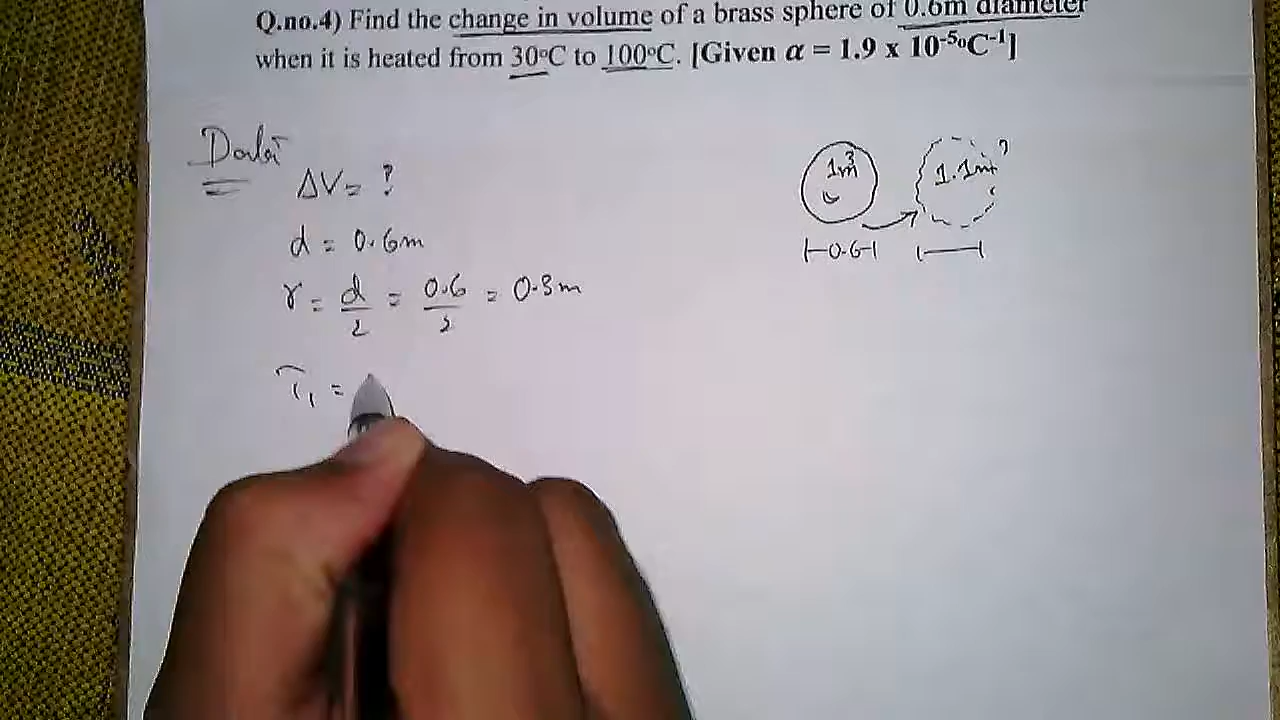 Q.no.4) Find the change in volume of a brass sphere of 0.6m diameter
when it is heated from 30°C to 100°C. [Given α = 1.9 x 10⁻⁵°C⁻¹]
Data
ΔV = ?
d = 0.6m
r = d/2 = 0.6/2 = 0.3m
T₁ =
1m³
1.1m³ ?
0.6